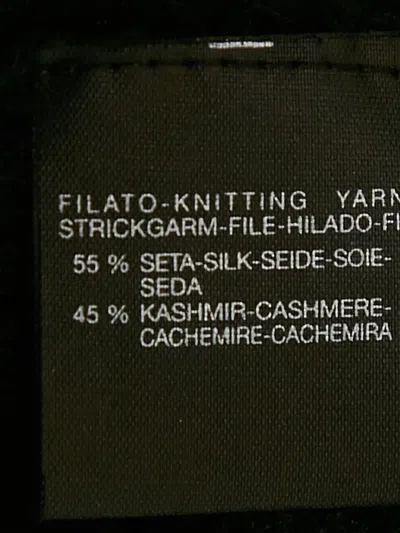 FILATO-KNITTING YARN
STRICKGARM-FILE-HILADO-FI
55 % SETA-SILK-SEIDE-SOIE-
SEDA
45 % KASHMIR-CASHMERE-
CACHEMIRE-CACHEMIRA